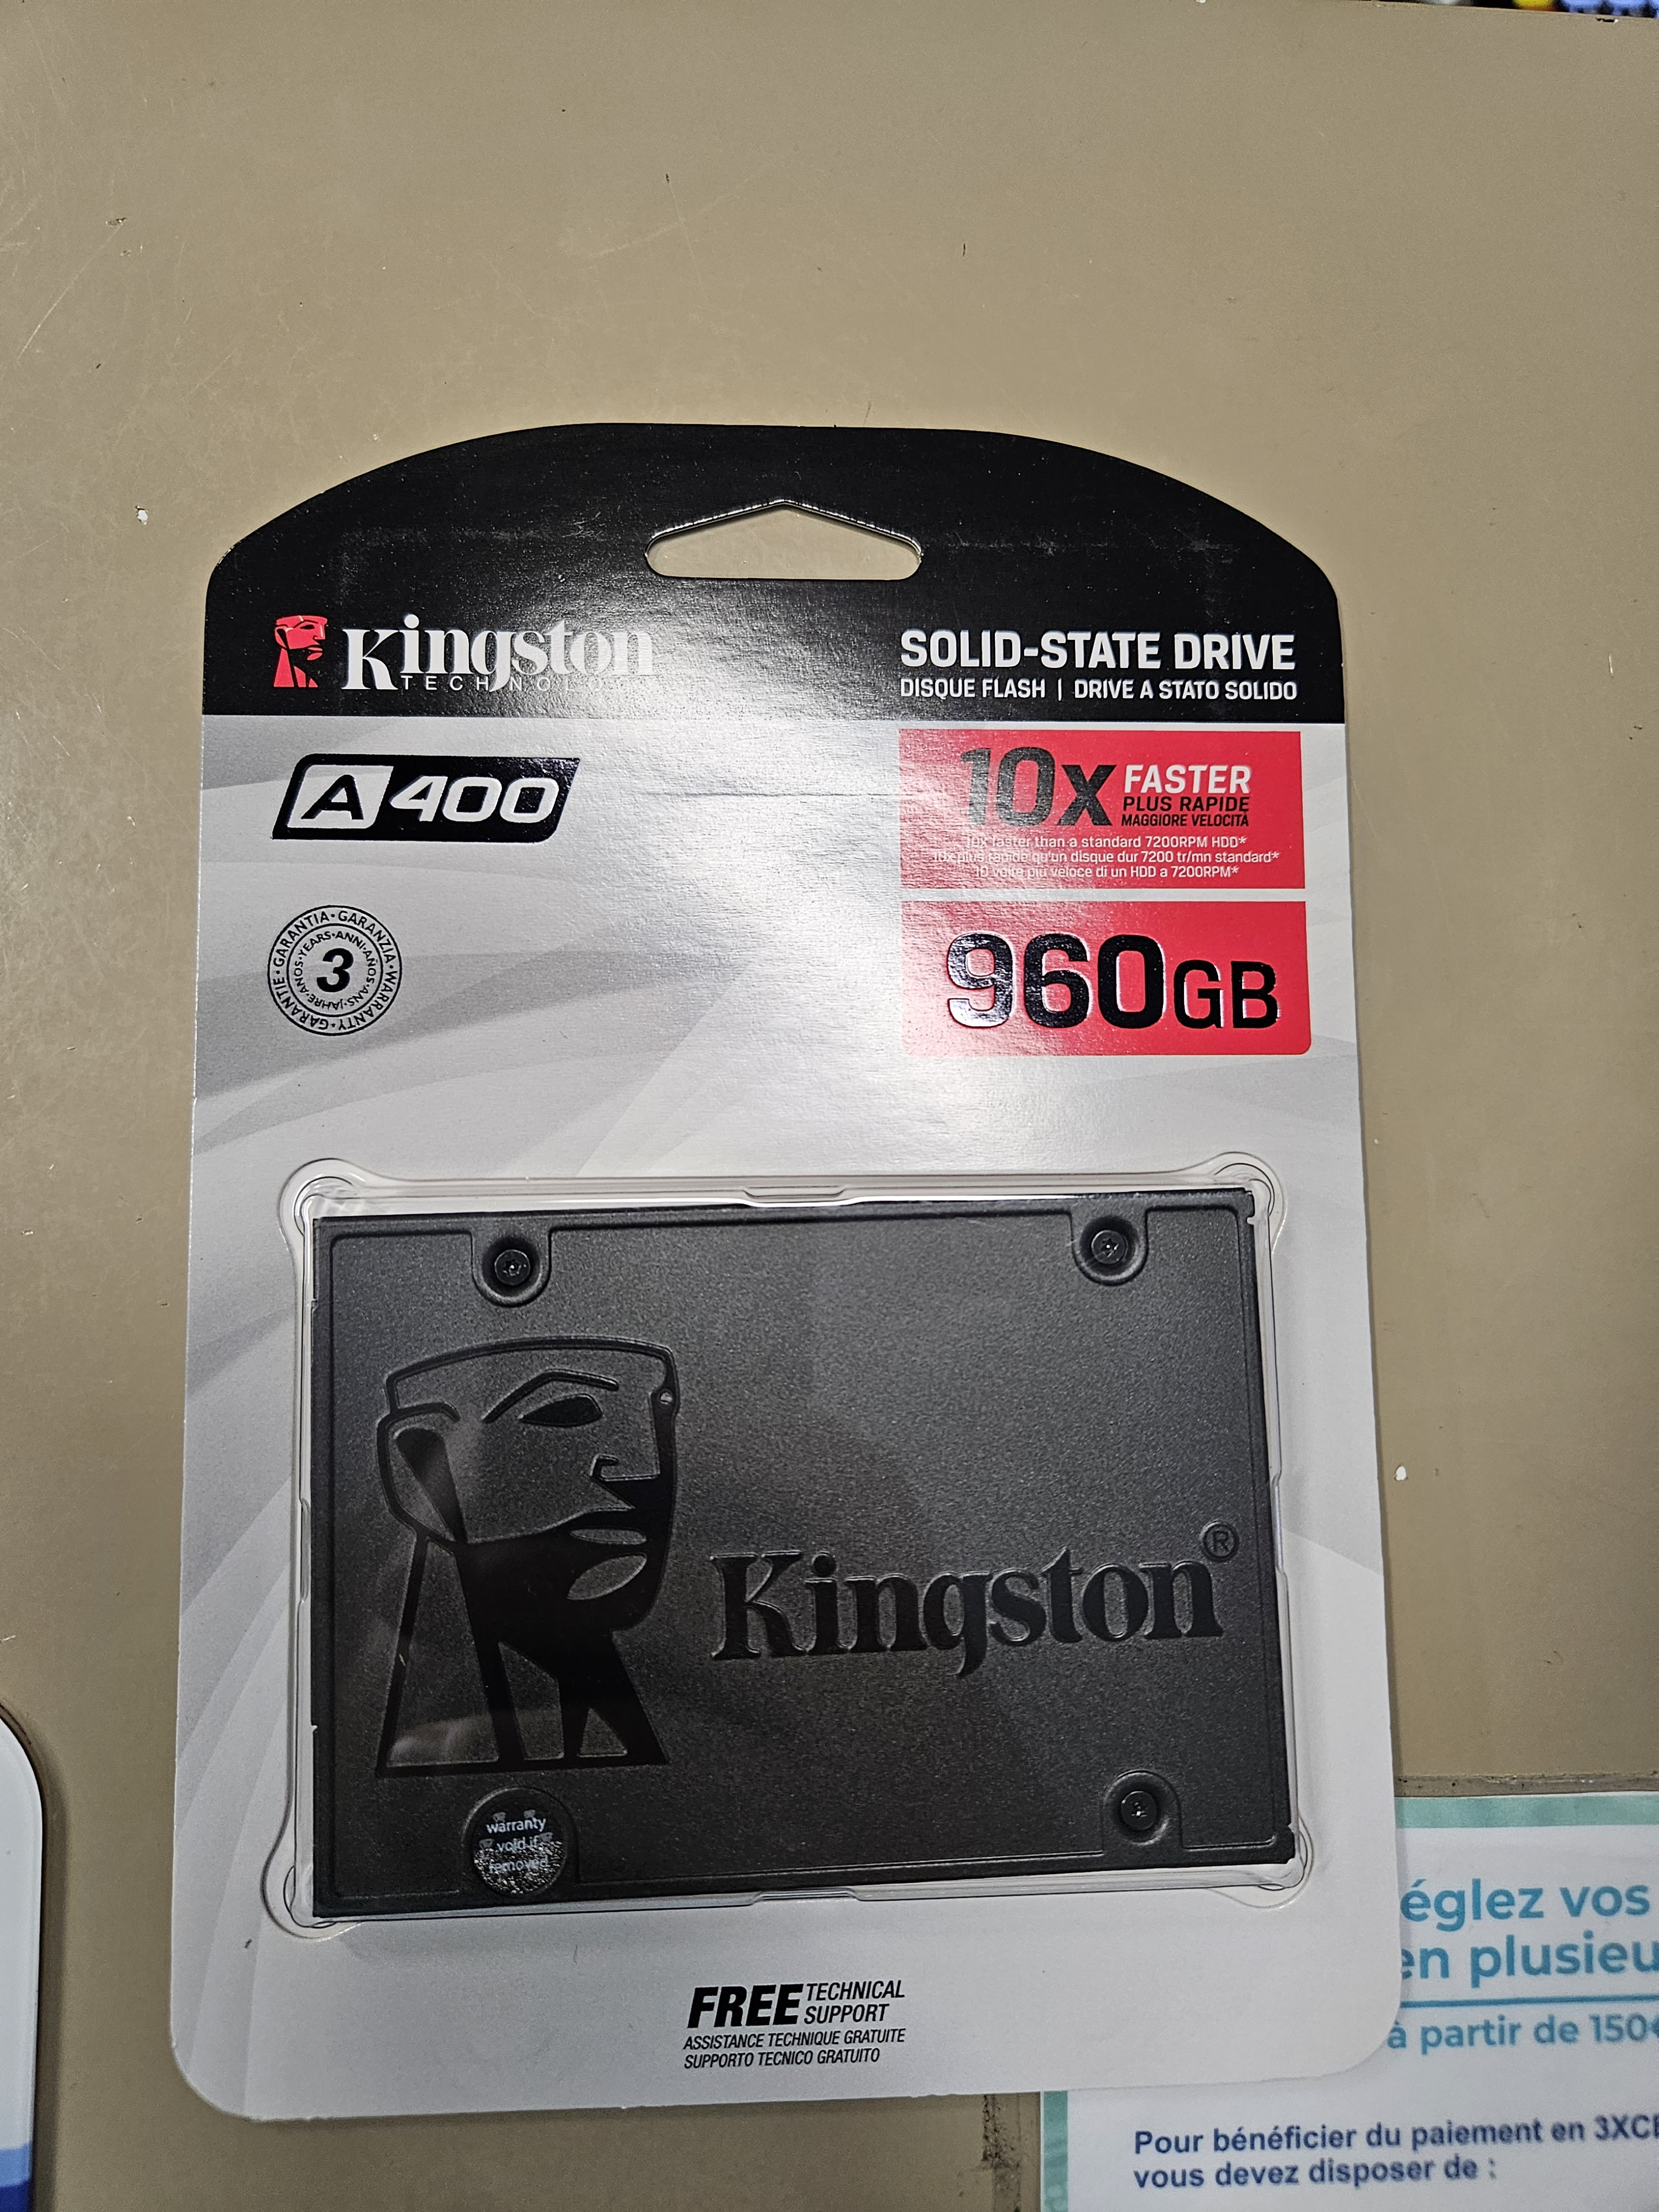 Kingston
TECHNOLO
SOLID-STATE DRIVE
DISQUE FLASH | DRIVE A STATO SOLIDO
A400
10x FASTER
PLUS RAPIDE
MAGGIORE VELOCITÀ
10x faster than a standard 7200RPM HDD*
10x plus rapide qu'un disque dur 7200 tr/mn standard*
10 volte più veloce di un HDD a 7200RPM*
GARANTIE·GARANTIA·GARANZIA·WARRANTY·
YEARS·ANNI·AÑOS·ANS·JAHRE·ANOS·
3
960GB
Kingston®
warranty
void if
removed
FREE TECHNICAL
SUPPORT
ASSISTANCE TECHNIQUE GRATUITE
SUPPORTO TECNICO GRATUITO
églez vos
en plusieu
à partir de 150€
Pour bénéficier du paiement en 3XCB
vous devez disposer de :